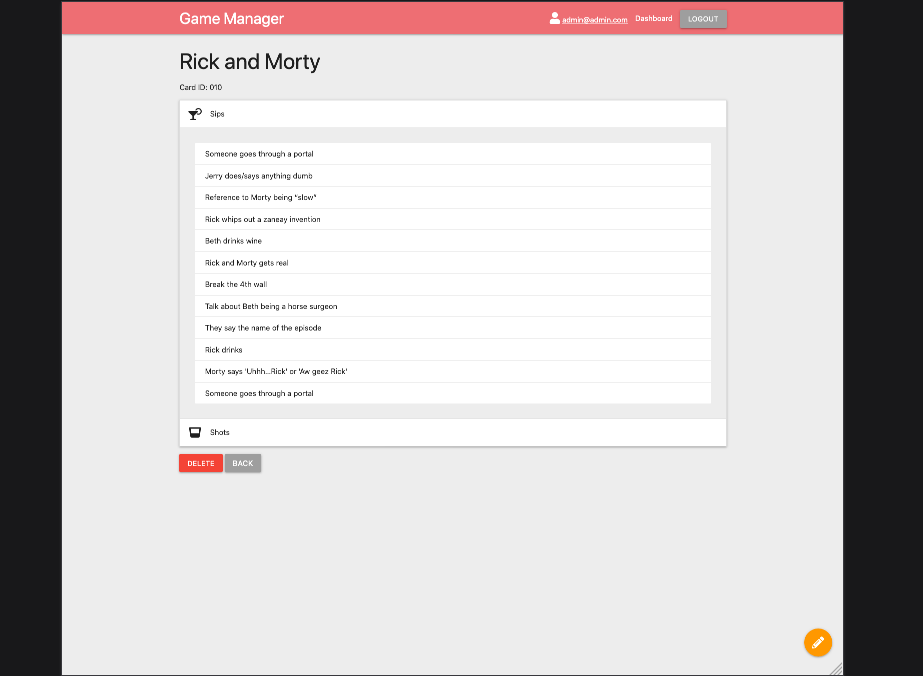 Game Manager
admin@admin.com Dashboard LOGOUT
Rick and Morty
Card ID: 010
Sips
Someone goes through a portal
Jerry does/says anything dumb
Reference to Morty being “slow”
Rick whips out a zaneay invention
Beth drinks wine
Rick and Morty gets real
Break the 4th wall
Talk about Beth being a horse surgeon
They say the name of the episode
Rick drinks
Morty says 'Uhhh...Rick' or 'Aw geez Rick'
Someone goes through a portal
Shots
DELETE BACK